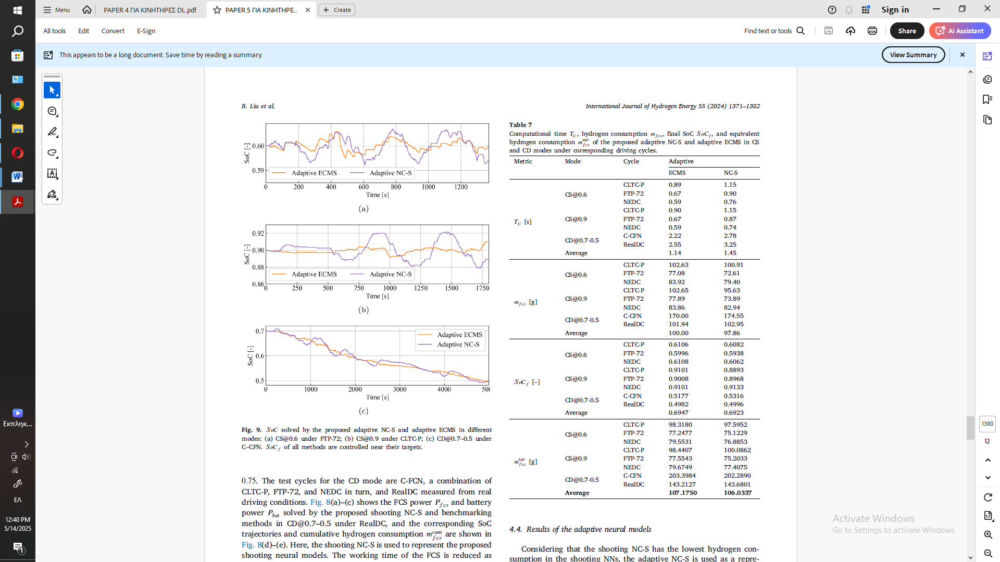 Menu
PAPER 4 ΓΙΑ ΚΙΝΗΤΗΡΕΣ DL.pdf
PAPER 5 ΓΙΑ ΚΙΝΗΤΗΡΕ...
Create
Sign in
All tools
Edit
Convert
E-Sign
Find text or tools
Share
AI Assistant
This appears to be a long document. Save time by reading a summary.
View Summary
B. Liu et al.
International Journal of Hydrogen Energy 55 (2024) 1371–1382
SoC [-]
0.60
0.59
Adaptive ECMS
Adaptive NC-S
0 200 400 600 800 1000 1200
Time [s]
(a)
SoC [-]
0.92
0.90
0.88
0.86
Adaptive ECMS
Adaptive NC-S
0 250 500 750 1000 1250 1500 1750
Time [s]
(b)
SoC [-]
0.7
0.6
0.5
Adaptive ECMS
Adaptive NC-S
0 1000 2000 3000 4000 500
Time [s]
(c)
Fig. 9. SoC solved by the proposed adaptive NC-S and adaptive ECMS in different
modes: (a) CS@0.6 under FTP-72; (b) CS@0.9 under CLTC-P; (c) CD@0.7–0.5 under
C–CFN. SoC_f of all methods are controlled near their targets.
0.75. The test cycles for the CD mode are C-FCN, a combination of
CLTC-P, FTP-72, and NEDC in turn, and RealDC measured from real
driving conditions. Fig. 8(a)–(c) shows the FCS power P_fcs and battery
power P_bat solved by the proposed shooting NC-S and benchmarking
methods in CD@0.7–0.5 under RealDC, and the corresponding SoC
trajectories and cumulative hydrogen consumption m_fcs^cum are shown in
Fig. 8(d)–(e). Here, the shooting NC-S is used to represent the proposed
shooting neural models. The working time of the FCS is reduced as
Table 7
Computational time T_C, hydrogen consumption m_fcs, final SoC SoC_f, and equivalent
hydrogen consumption m_fcs^equ of the proposed adaptive NC-S and adaptive ECMS in CS
and CD modes under corresponding driving cycles.
Metric Mode Cycle Adaptive
ECMS NC-S
T_C [s]
CS@0.6
CLTC-P 0.89 1.15
FTP-72 0.67 0.90
NEDC 0.59 0.76
CS@0.9
CLTC-P 0.90 1.15
FTP-72 0.67 0.87
NEDC 0.59 0.74
CD@0.7-0.5
C-CFN 2.22 2.78
RealDC 2.55 3.25
Average 1.14 1.45
m_fcs [g]
CS@0.6
CLTC-P 102.63 100.91
FTP-72 77.08 72.61
NEDC 83.92 79.40
CS@0.9
CLTC-P 102.65 95.63
FTP-72 77.89 73.89
NEDC 83.86 82.94
CD@0.7-0.5
C-CFN 170.00 174.55
RealDC 101.94 102.95
Average 100.00 97.86
SoC_f [–]
CS@0.6
CLTC-P 0.6106 0.6082
FTP-72 0.5996 0.5938
NEDC 0.6108 0.6062
CS@0.9
CLTC-P 0.9101 0.8893
FTP-72 0.9008 0.8968
NEDC 0.9101 0.9133
CD@0.7-0.5
C-CFN 0.5177 0.5316
RealDC 0.4982 0.4996
Average 0.6947 0.6923
m_fcs^equ [g]
CS@0.6
CLTC-P 98.3180 97.5952
FTP-72 77.2477 75.1229
NEDC 79.5531 76.8853
CS@0.9
CLTC-P 98.4407 100.0862
FTP-72 77.5543 75.2033
NEDC 79.6749 77.4075
CD@0.7-0.5
C-CFN 203.3984 202.2890
RealDC 143.2127 143.6801
Average 107.1750 106.0337
4.4. Results of the adaptive neural models
Considering that the shooting NC-S has the lowest hydrogen con-
sumption in the shooting NNs, the adaptive NC-S is used as a repre-
1380
12
Activate Windows
Go to Settings to activate Windows.
Εκπληκ...
ΕΛ
12:40 PM
5/14/2025
1